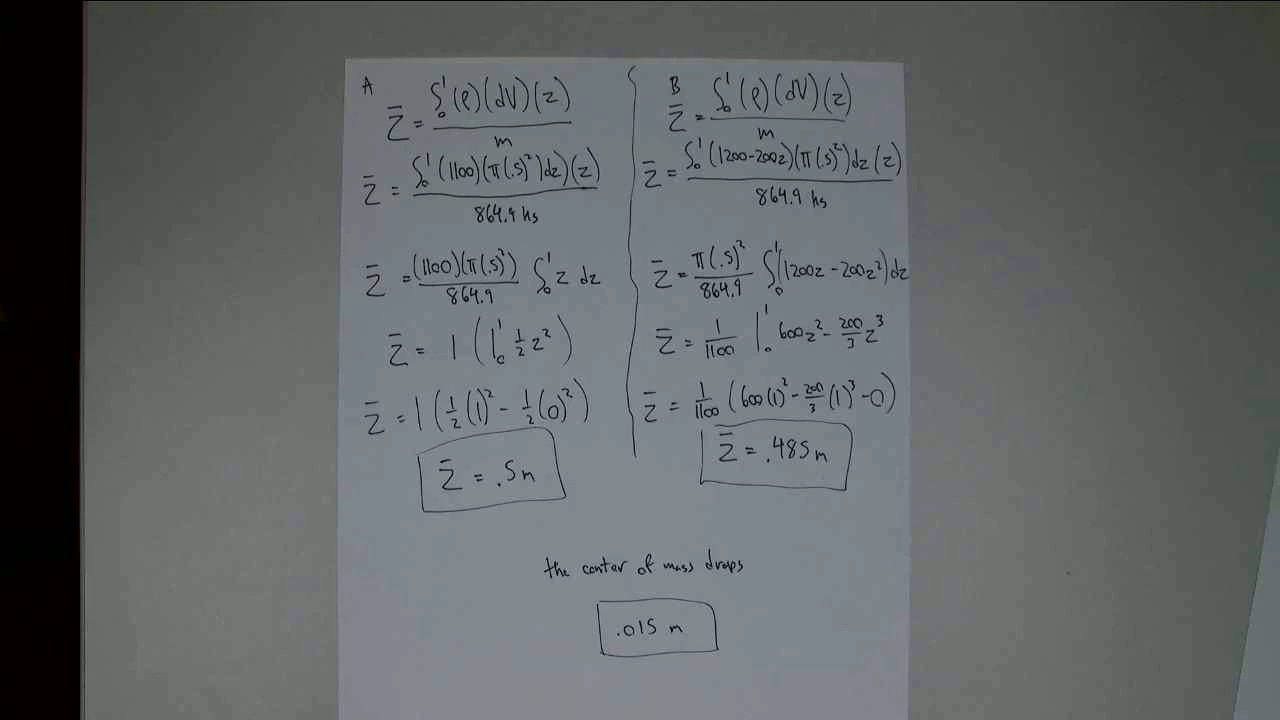 A
z̄ = ∫₀¹ (ρ)(dV)(z) / m
z̄ = ∫₀¹ (1100)(π(.5)²)dz)(z) / 864.9 kg
z̄ = (1100)(π(.5)²) / 864.9 ∫₀¹ z dz
z̄ = 1 ( |₀¹ ½ z² )
z̄ = 1 ( ½(1)² - ½(0)² )
z̄ = .5 m
B
z̄ = ∫₀¹ (ρ)(dV)(z) / m
z̄ = ∫₀¹ (1200-200z)(π(.5)²)dz(z) / 864.9 kg
z̄ = π(.5)² / 864.9 ∫₀¹ (1200z - 200z²)dz
z̄ = 1/1100 |₀¹ 600z² - 200/3 z³
z̄ = 1/1100 (600(1)² - 200/3 (1)³ - 0)
z̄ = .485 m
the center of mass drops
.015 m